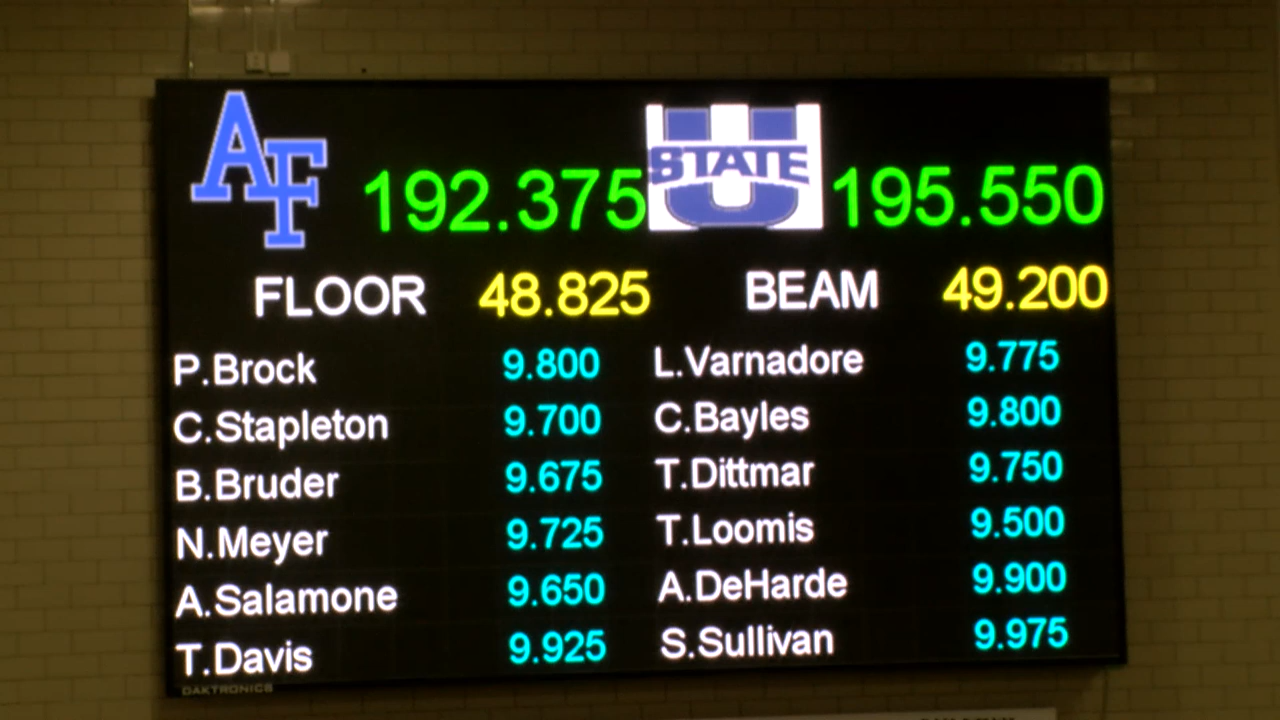 AF 192.375 U STATE 195.550
FLOOR 48.825 BEAM 49.200
P.Brock 9.800 L.Varnadore 9.775
C.Stapleton 9.700 C.Bayles 9.800
B.Bruder 9.675 T.Dittmar 9.750
N.Meyer 9.725 T.Loomis 9.500
A.Salamone 9.650 A.DeHarde 9.900
T.Davis 9.925 S.Sullivan 9.975
DAKTRONICS